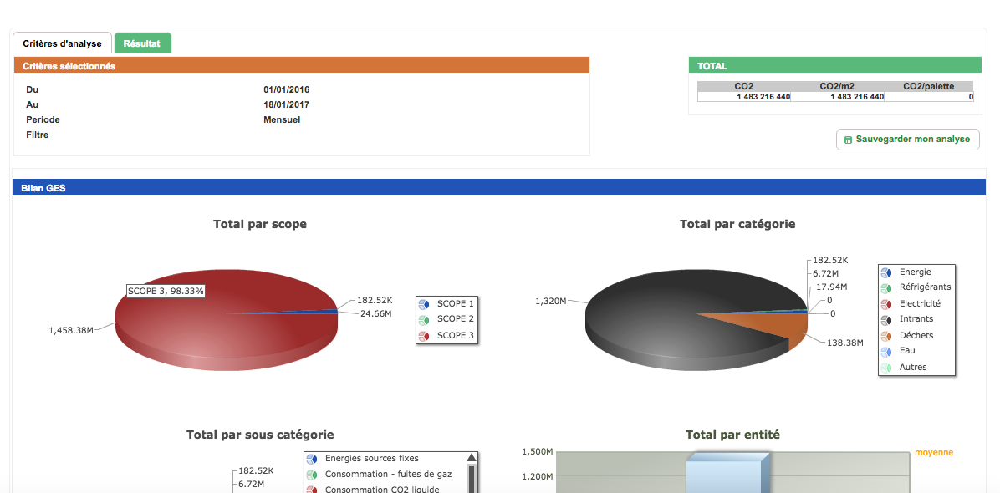 Critères d'analyse
Résultat
Critères sélectionnés
Du 01/01/2016
Au 18/01/2017
Periode Mensuel
Filtre
TOTAL
CO2 CO2/m2 CO2/palette
1 483 216 440 1 483 216 440 0
Sauvegarder mon analyse
Bilan GES
Total par scope
SCOPE 3, 98.33%
182.52K
24.66M
1,458.38M
SCOPE 1
SCOPE 2
SCOPE 3
Total par catégorie
182.52K
6.72M
17.94M
0
0
1,320M
138.38M
Energie
Réfrigérants
Electricité
Intrants
Déchets
Eau
Autres
Total par sous catégorie
182.52K
6.72M
Energies sources fixes
Consommation - fuites de gaz
Consommation CO2 liquide
Total par entité
1,500M
1,200M
moyenne